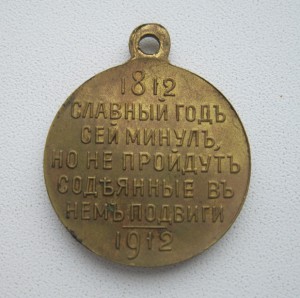 1812
СЛАВНЫЙ ГОДЪ
СЕЙ МИНУЛЪ,
НО НЕ ПРОЙДУТЪ
СОДѢЯННЫЕ ВЪ
НЕМЪ ПОДВИГИ
1912